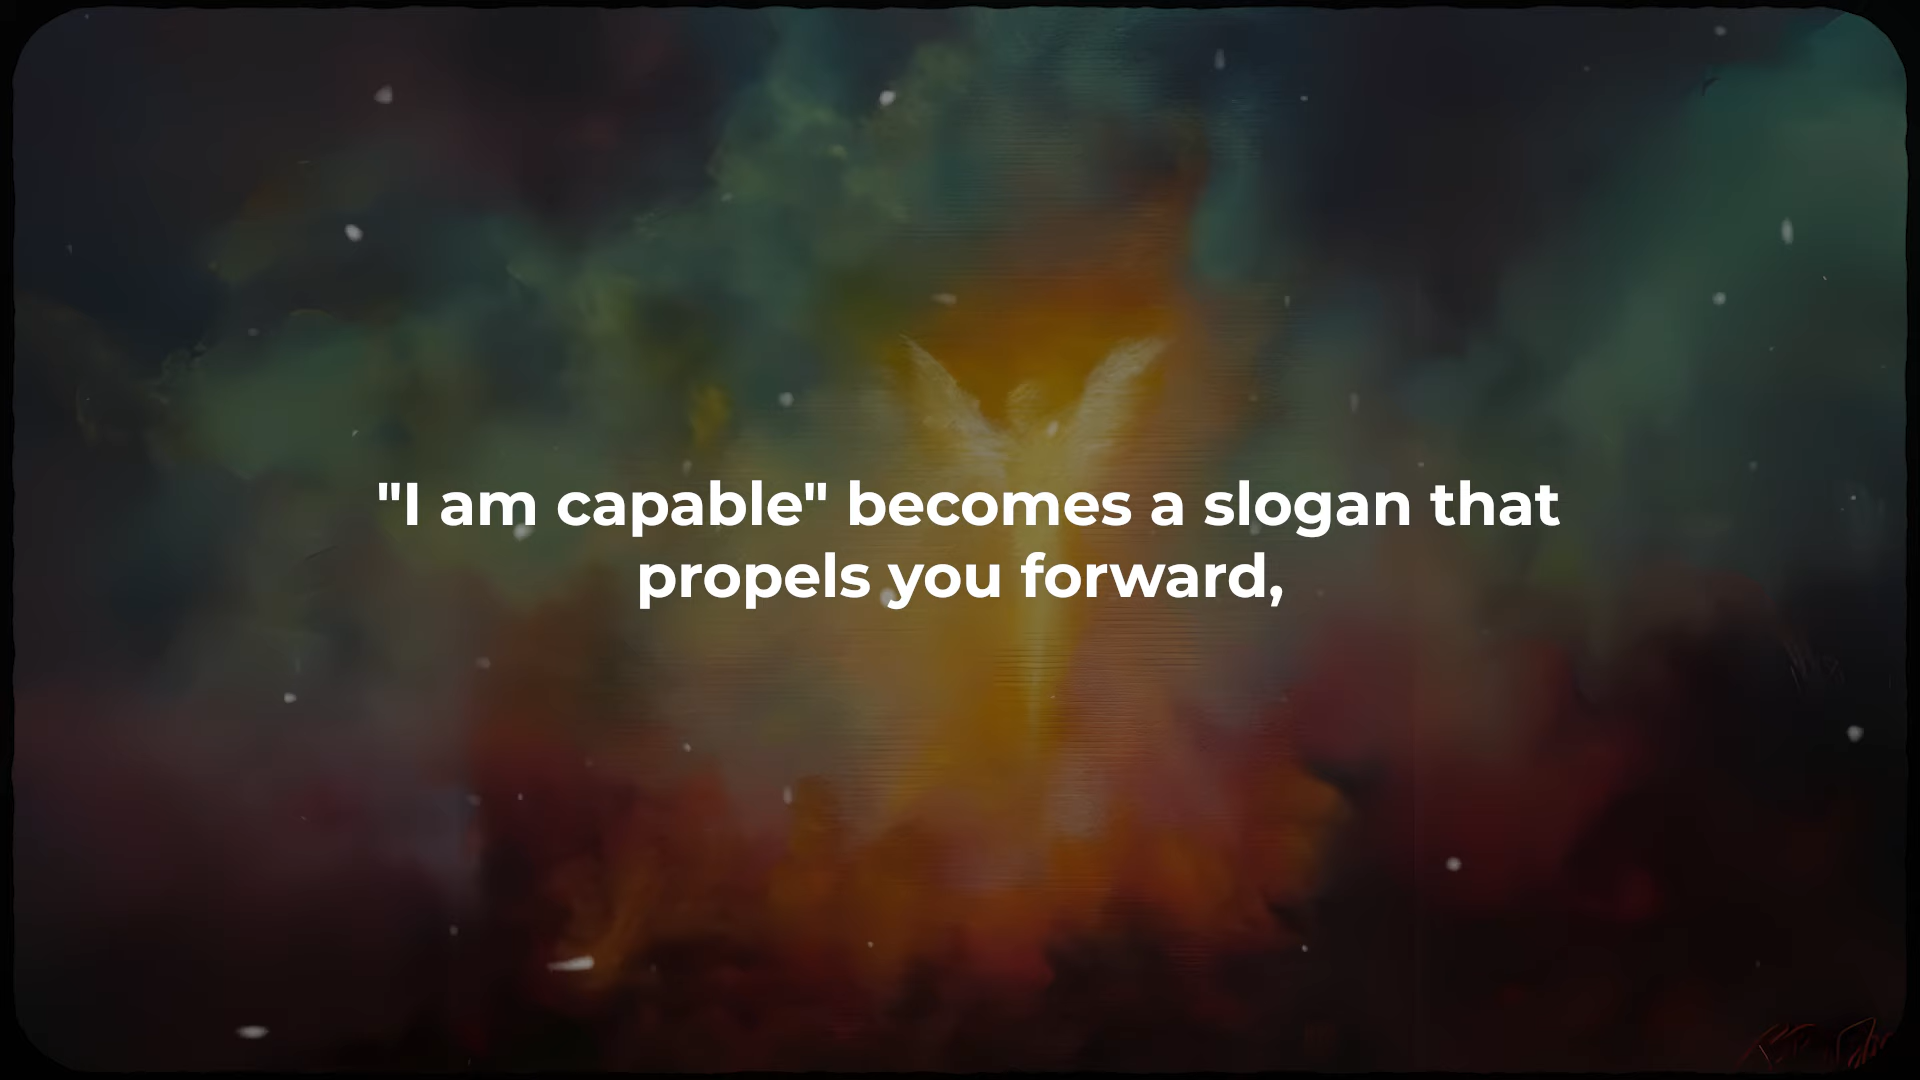 "I am capable" becomes a slogan that
propels you forward,